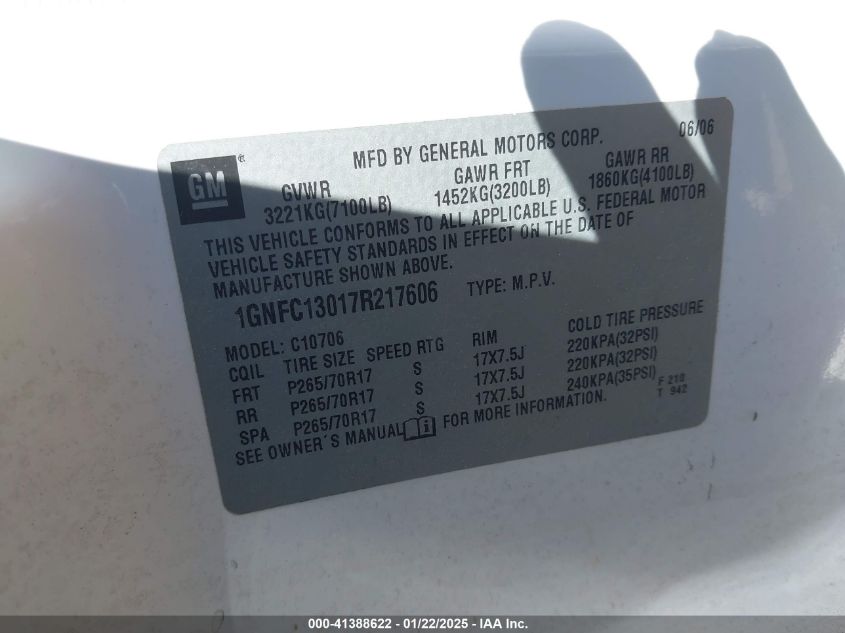 GM®
MFD BY GENERAL MOTORS CORP. 06/06
GVWR GAWR FRT GAWR RR
3221KG(7100LB) 1452KG(3200LB) 1860KG(4100LB)
THIS VEHICLE CONFORMS TO ALL APPLICABLE U.S. FEDERAL MOTOR
VEHICLE SAFETY STANDARDS IN EFFECT ON THE DATE OF
MANUFACTURE SHOWN ABOVE.
1GNFC13017R217606 TYPE: M.P.V.
MODEL: C10706
CQIL TIRE SIZE SPEED RTG RIM COLD TIRE PRESSURE
FRT P265/70R17 S 17X7.5J 220KPA(32PSI)
RR P265/70R17 S 17X7.5J 220KPA(32PSI)
SPA P265/70R17 S 17X7.5J 240KPA(35PSI)
SEE OWNER'S MANUAL FOR MORE INFORMATION.
F 210
T 942
000-41388622 - 01/22/2025 - IAA Inc.